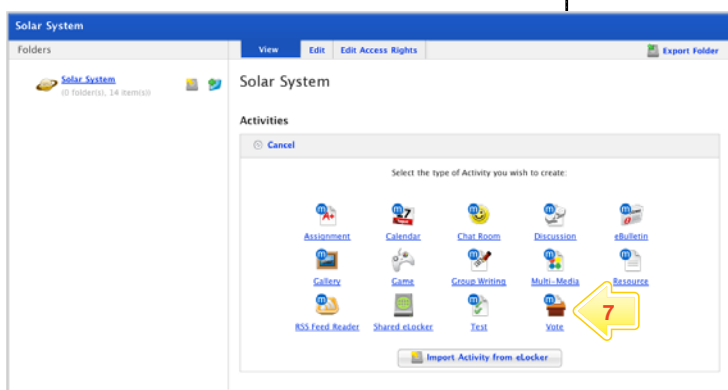 Solar System
Folders
View Edit Edit Access Rights Export Folder
Solar System
(0 folder(s), 14 item(s))
Solar System
Activities
Cancel
Select the type of Activity you wish to create:
Assignment Calendar Chat Room Discussion eBulletin
Gallery Game Group Writing Multi-Media Resource
RSS Feed Reader Shared eLocker Test Vote
7
Import Activity from eLocker